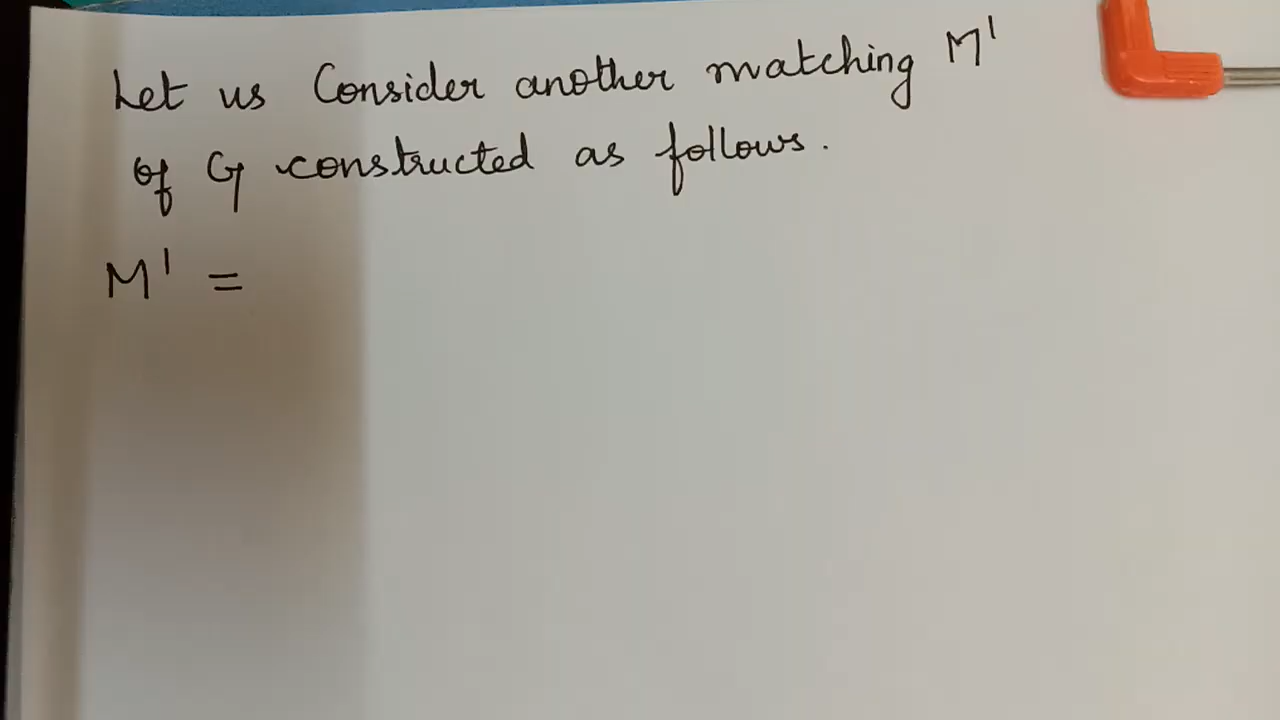 Let us Consider another matching M'
of G constructed as follows.
M' =